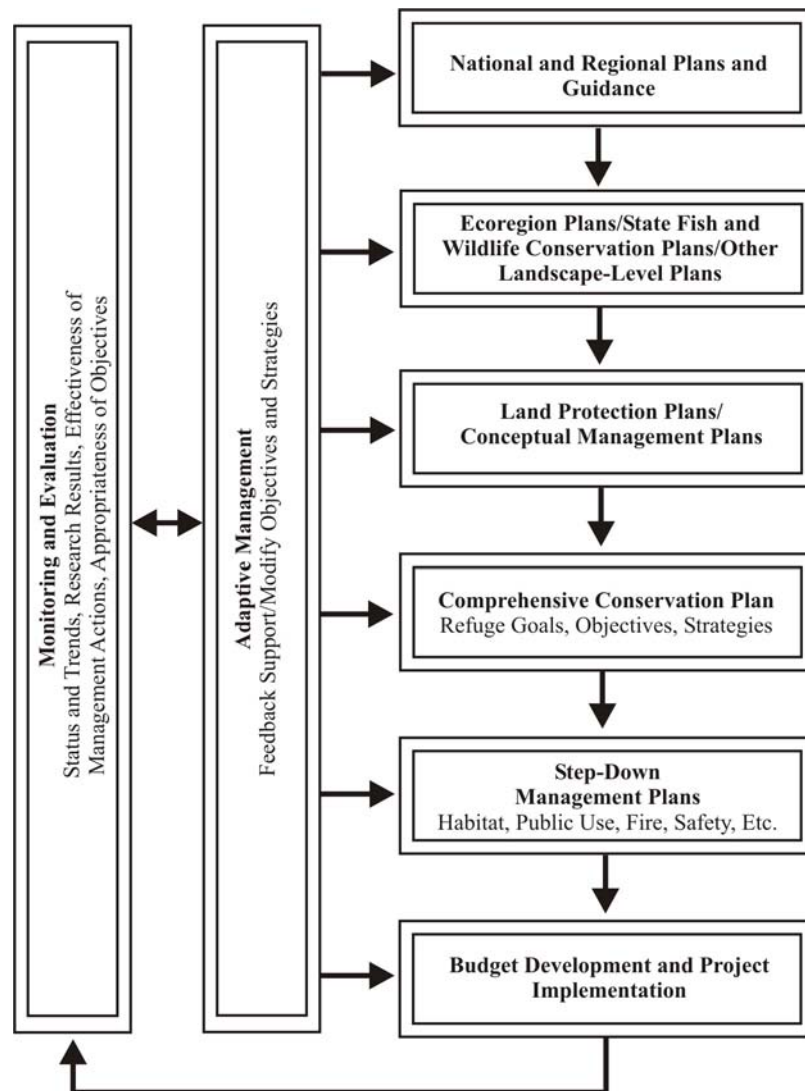 Monitoring and Evaluation
Status and Trends, Research Results, Effectiveness of
Management Actions, Appropriateness of Objectives
Adaptive Management
Feedback Support/Modify Objectives and Strategies
National and Regional Plans and
Guidance
Ecoregion Plans/State Fish and
Wildlife Conservation Plans/Other
Landscape-Level Plans
Land Protection Plans/
Conceptual Management Plans
Comprehensive Conservation Plan
Refuge Goals, Objectives, Strategies
Step-Down
Management Plans
Habitat, Public Use, Fire, Safety, Etc.
Budget Development and Project
Implementation